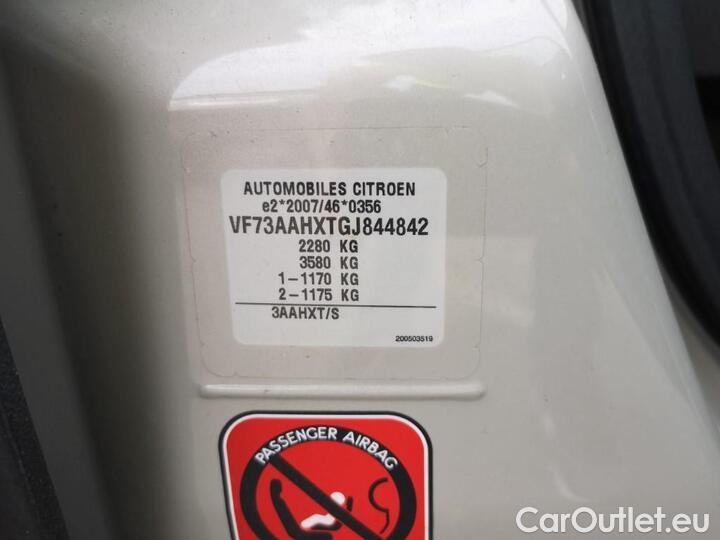 AUTOMOBILES CITROEN
e2*2007/46*0356
VF73AAHXTGJ844842
2280 KG
3580 KG
1-1170 KG
2-1175 KG
3AAHXT/S
200503519
PASSENGER AIRBAG
CarOutlet.eu